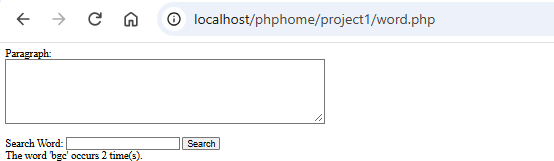 localhost/phphome/project1/word.php
Paragraph:
Search Word: Search
The word 'bgc' occurs 2 time(s).